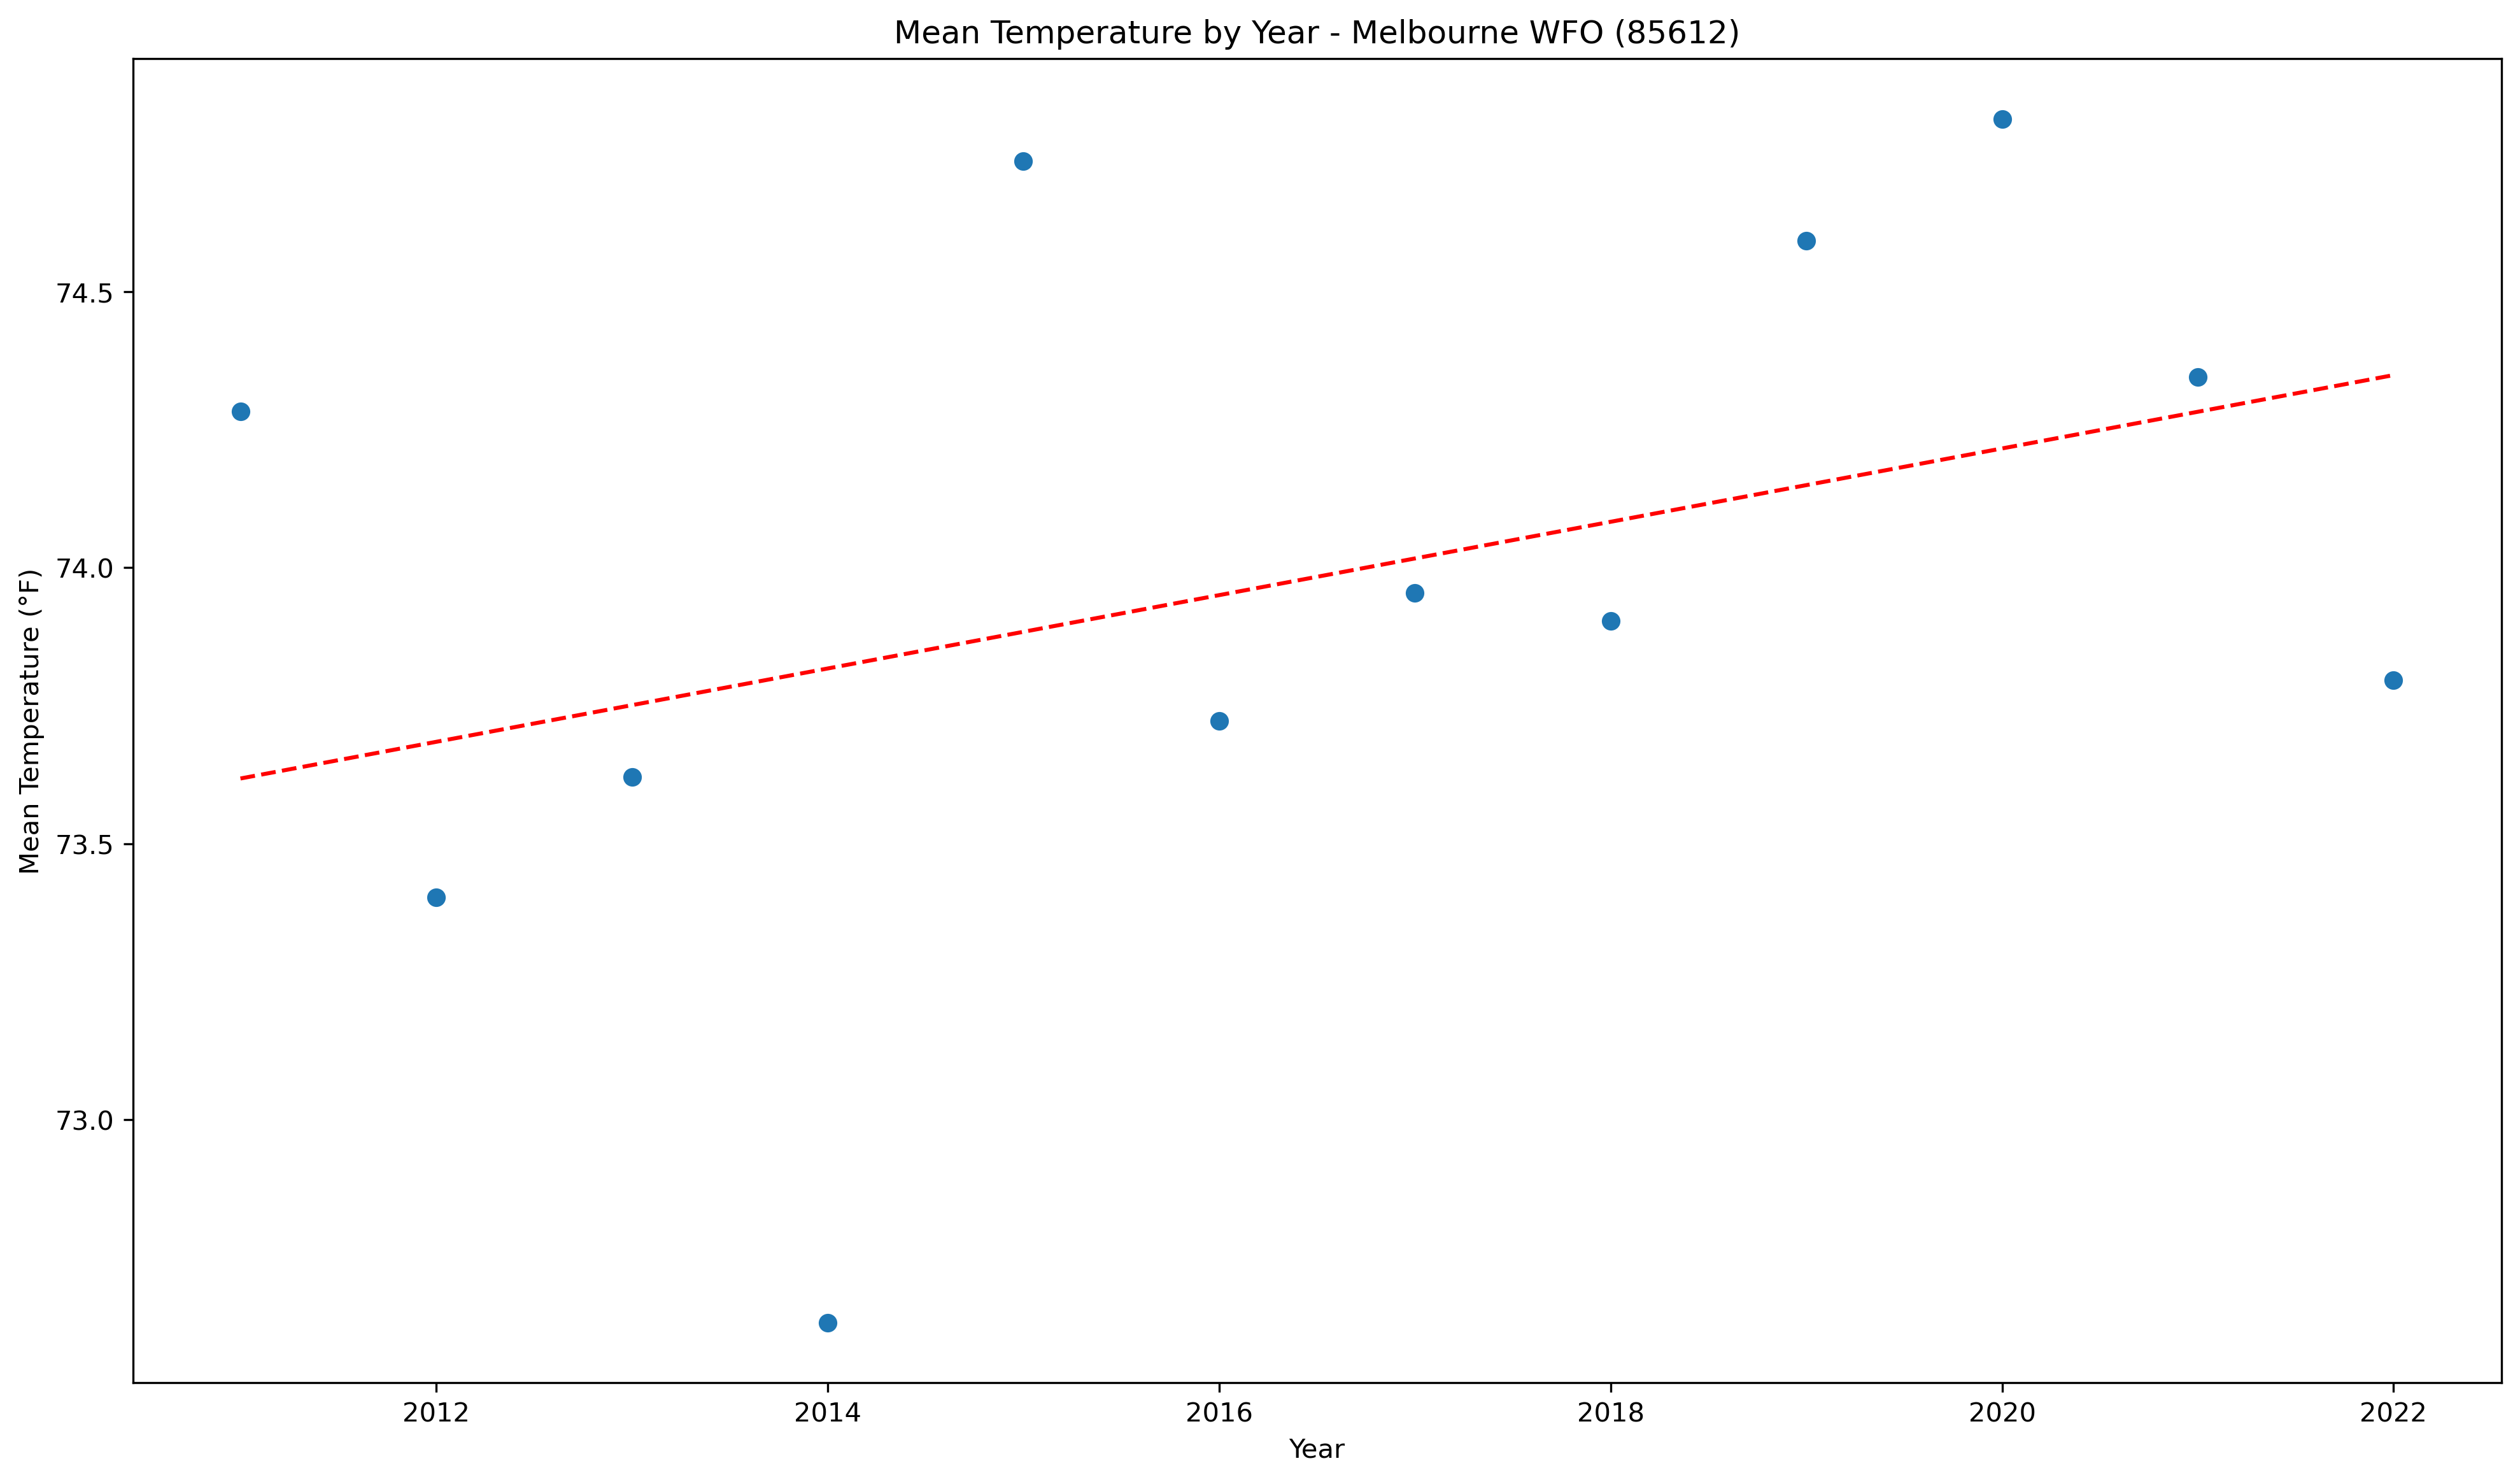 Mean Temperature by Year - Melbourne WFO (85612)
Mean Temperature (°F)
74.5
74.0
73.5
73.0
2012 2014 2016 2018 2020 2022
Year